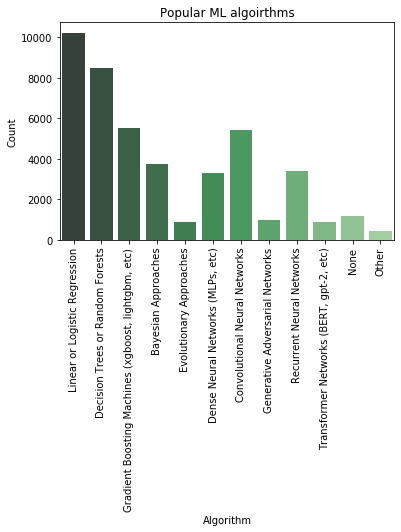 Popular ML algoirthms
Count
10000
8000
6000
4000
2000
0
Linear or Logistic Regression
Decision Trees or Random Forests
Gradient Boosting Machines (xgboost, lightgbm, etc)
Bayesian Approaches
Evolutionary Approaches
Dense Neural Networks (MLPs, etc)
Convolutional Neural Networks
Generative Adversarial Networks
Recurrent Neural Networks
Transformer Networks (BERT, gpt-2, etc)
None
Other
Algorithm